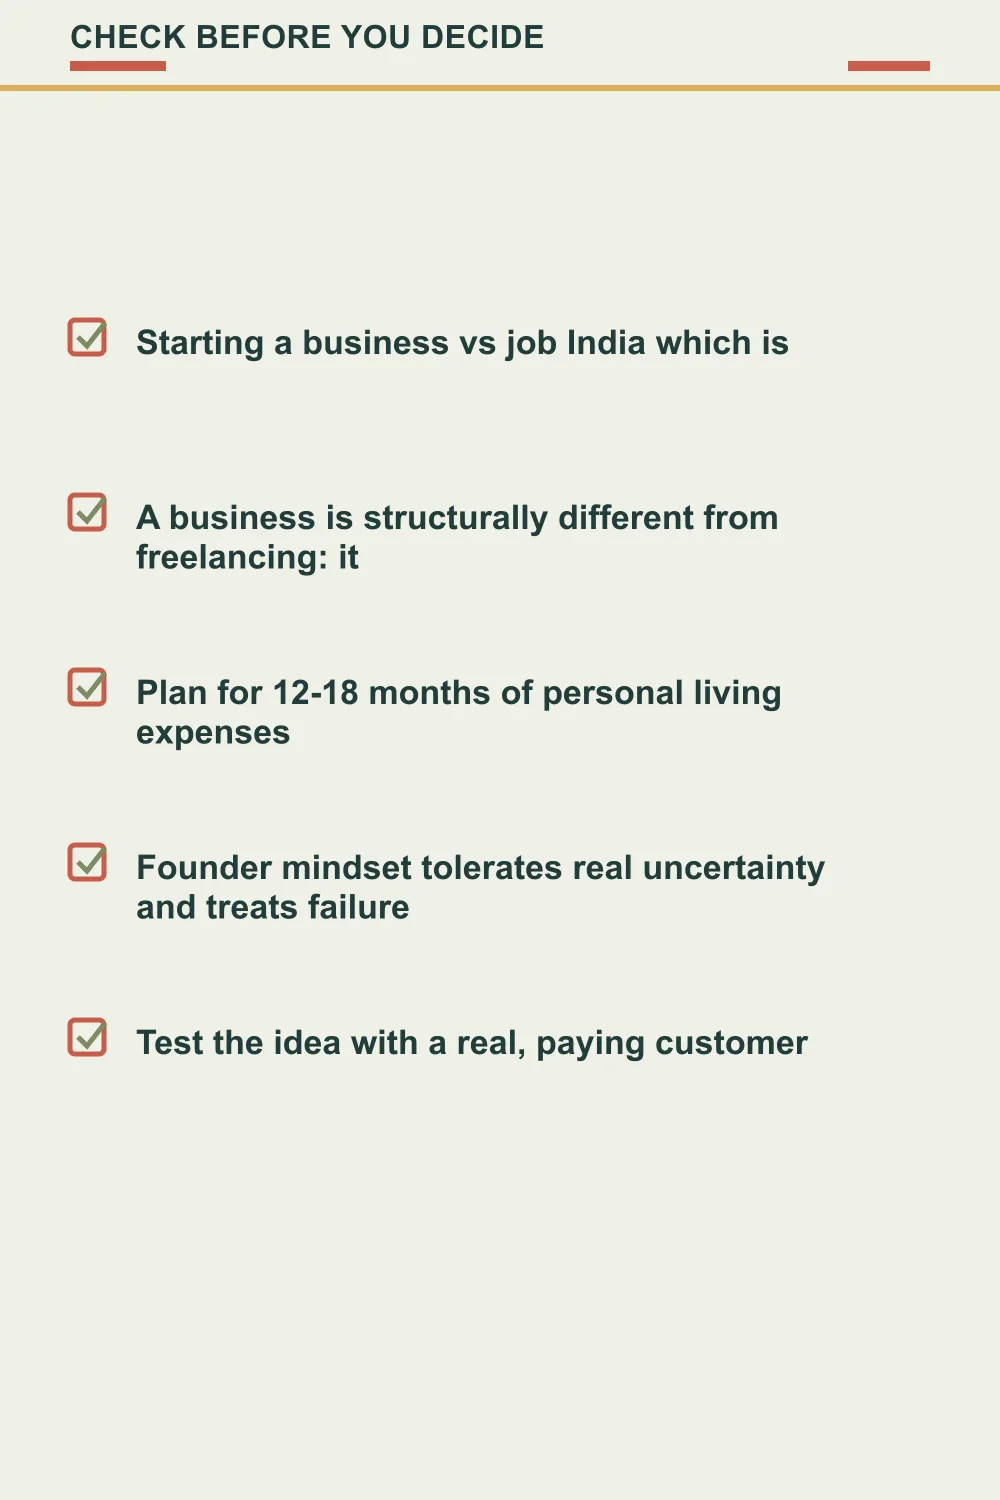 CHECK BEFORE YOU DECIDE
Starting a business vs job India which is
A business is structurally different from
freelancing: it
Plan for 12-18 months of personal living
expenses
Founder mindset tolerates real uncertainty
and treats failure
Test the idea with a real, paying customer